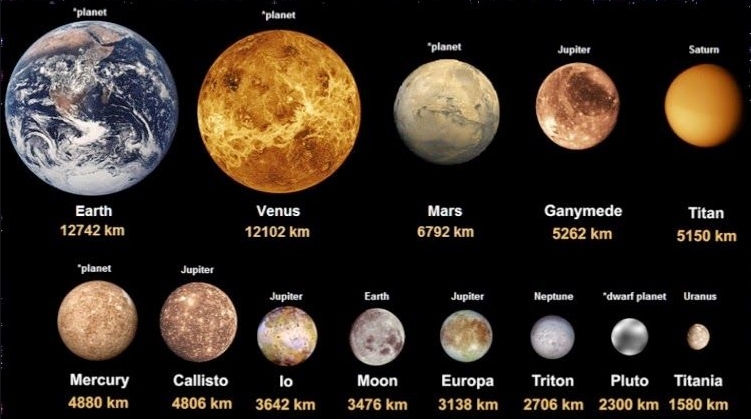 *planet
*planet
*planet
Jupiter
Saturn
Earth
12742 km
Venus
12102 km
Mars
6792 km
Ganymede
5262 km
Titan
5150 km
*planet
Jupiter
Jupiter
Earth
Jupiter
Neptune
*dwarf planet
Uranus
Mercury
4880 km
Callisto
4806 km
Io
3642 km
Moon
3476 km
Europa
3138 km
Triton
2706 km
Pluto
2300 km
Titania
1580 km